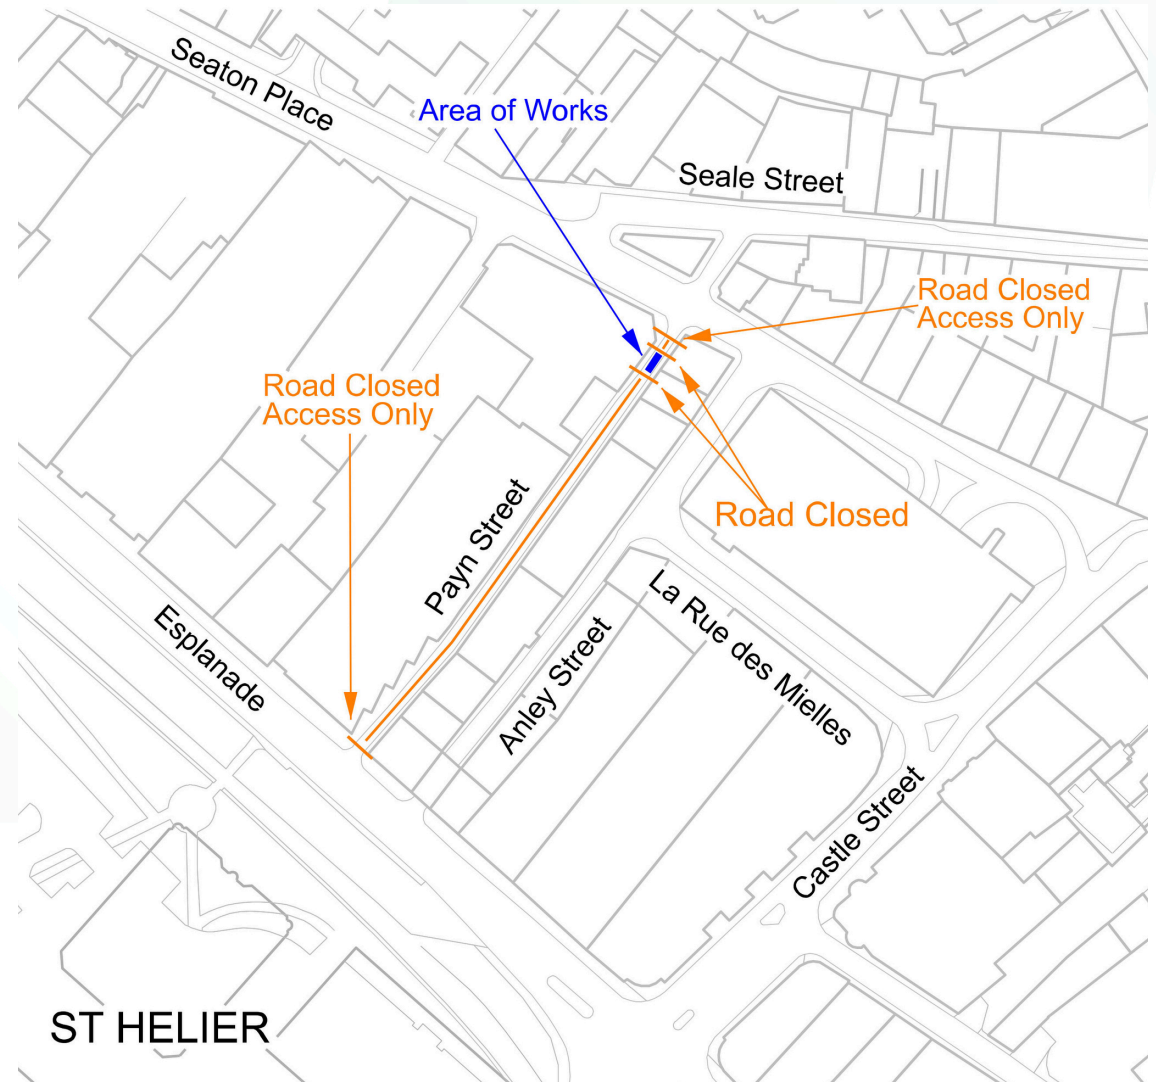 Seaton Place
Area of Works
Seale Street
Road Closed
Access Only
Road Closed
Access Only
Road Closed
Payn Street
Esplanade
Anley Street
La Rue des Mielles
Castle Street
ST HELIER